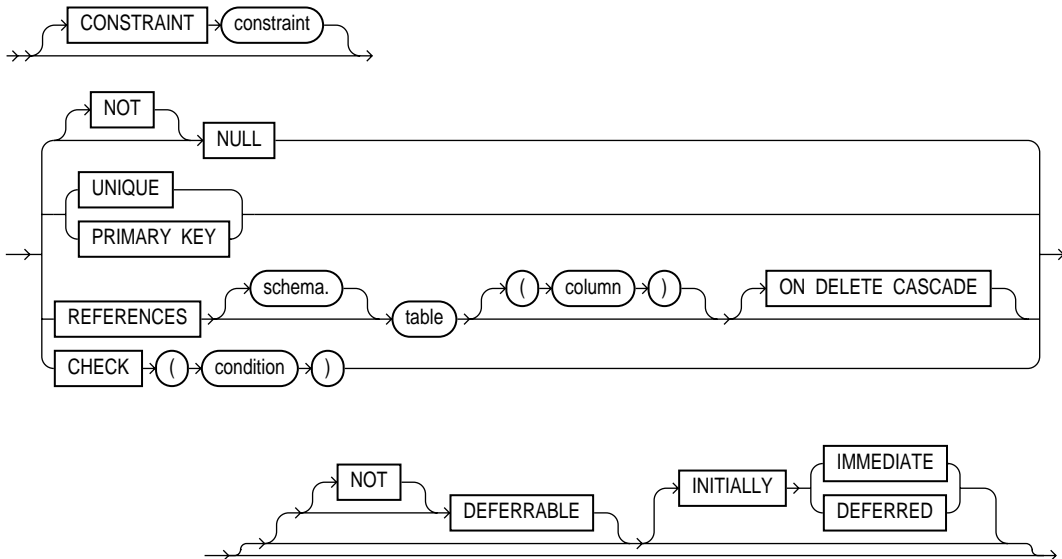 CONSTRAINT constraint
NOT
NULL
UNIQUE
PRIMARY KEY
schema. ( column ) ON DELETE CASCADE
REFERENCES table
CHECK ( condition )
IMMEDIATE
NOT INITIALLY
DEFERRABLE DEFERRED